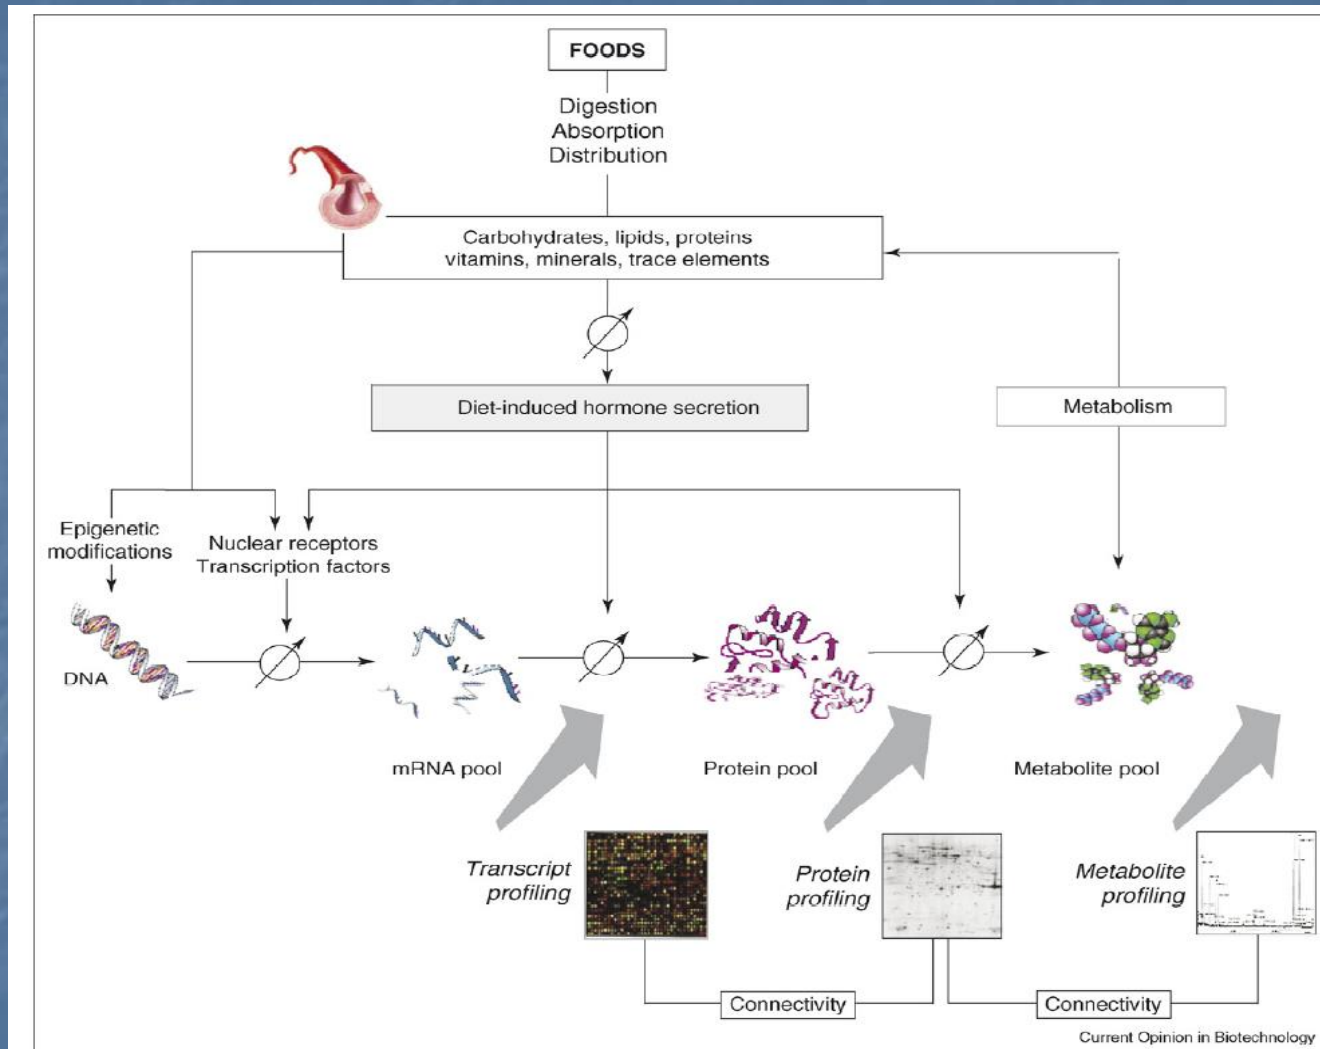 FOODS
Digestion
Absorption
Distribution
Carbohydrates, lipids, proteins
vitamins, minerals, trace elements
Diet-induced hormone secretion
Metabolism
Epigenetic
modifications
Nuclear receptors
Transcription factors
DNA
mRNA pool
Protein pool
Metabolite pool
Transcript
profiling
Protein
profiling
Metabolite
profiling
Connectivity
Connectivity
Current Opinion in Biotechnology